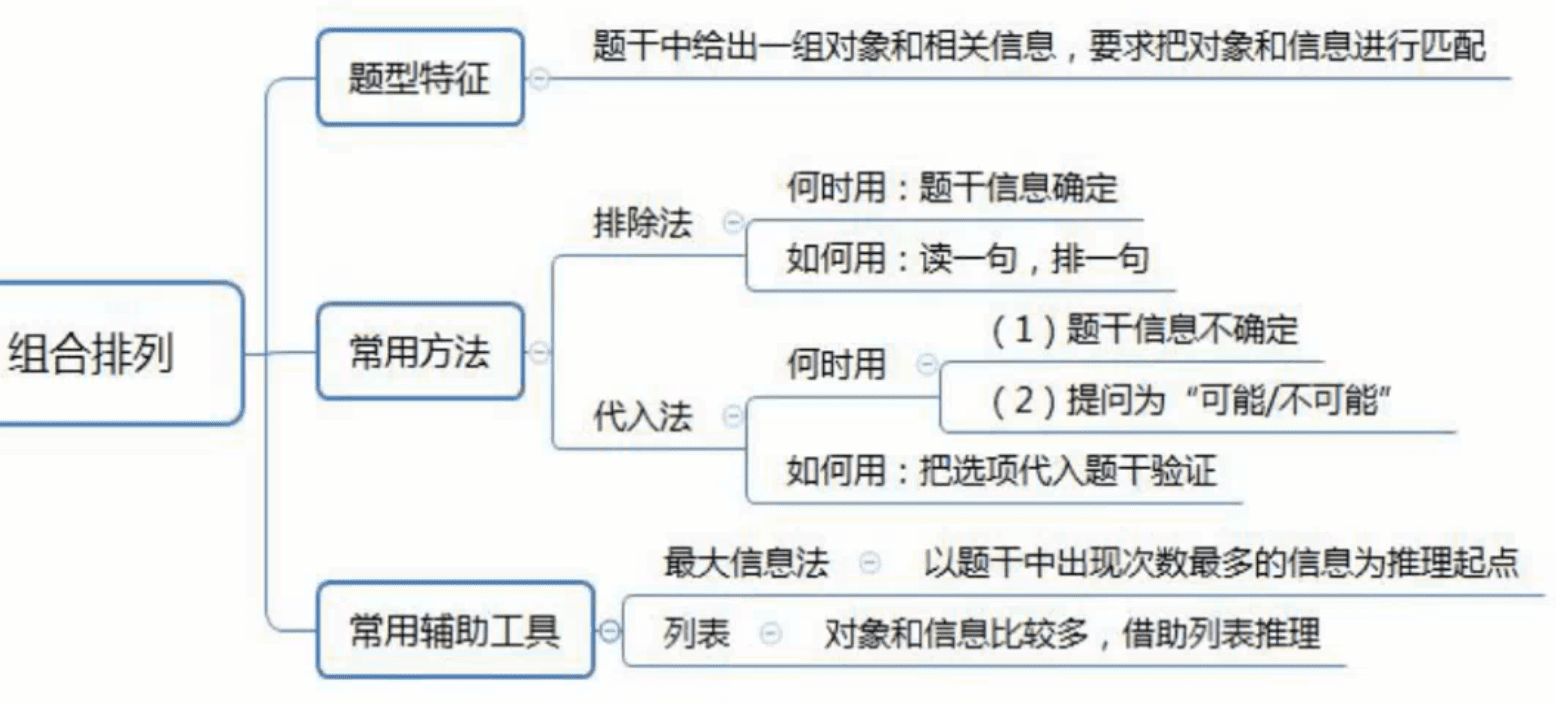 题型特征
题干中给出一组对象和相关信息，要求把对象和信息进行匹配
组合排列
常用方法
排除法
何时用：题干信息确定
如何用：读一句，排一句
代入法
何时用
（1）题干信息不确定
（2）提问为“可能/不可能”
如何用：把选项代入题干验证
常用辅助工具
最大信息法
以题干中出现次数最多的信息为推理起点
列表
对象和信息比较多，借助列表推理